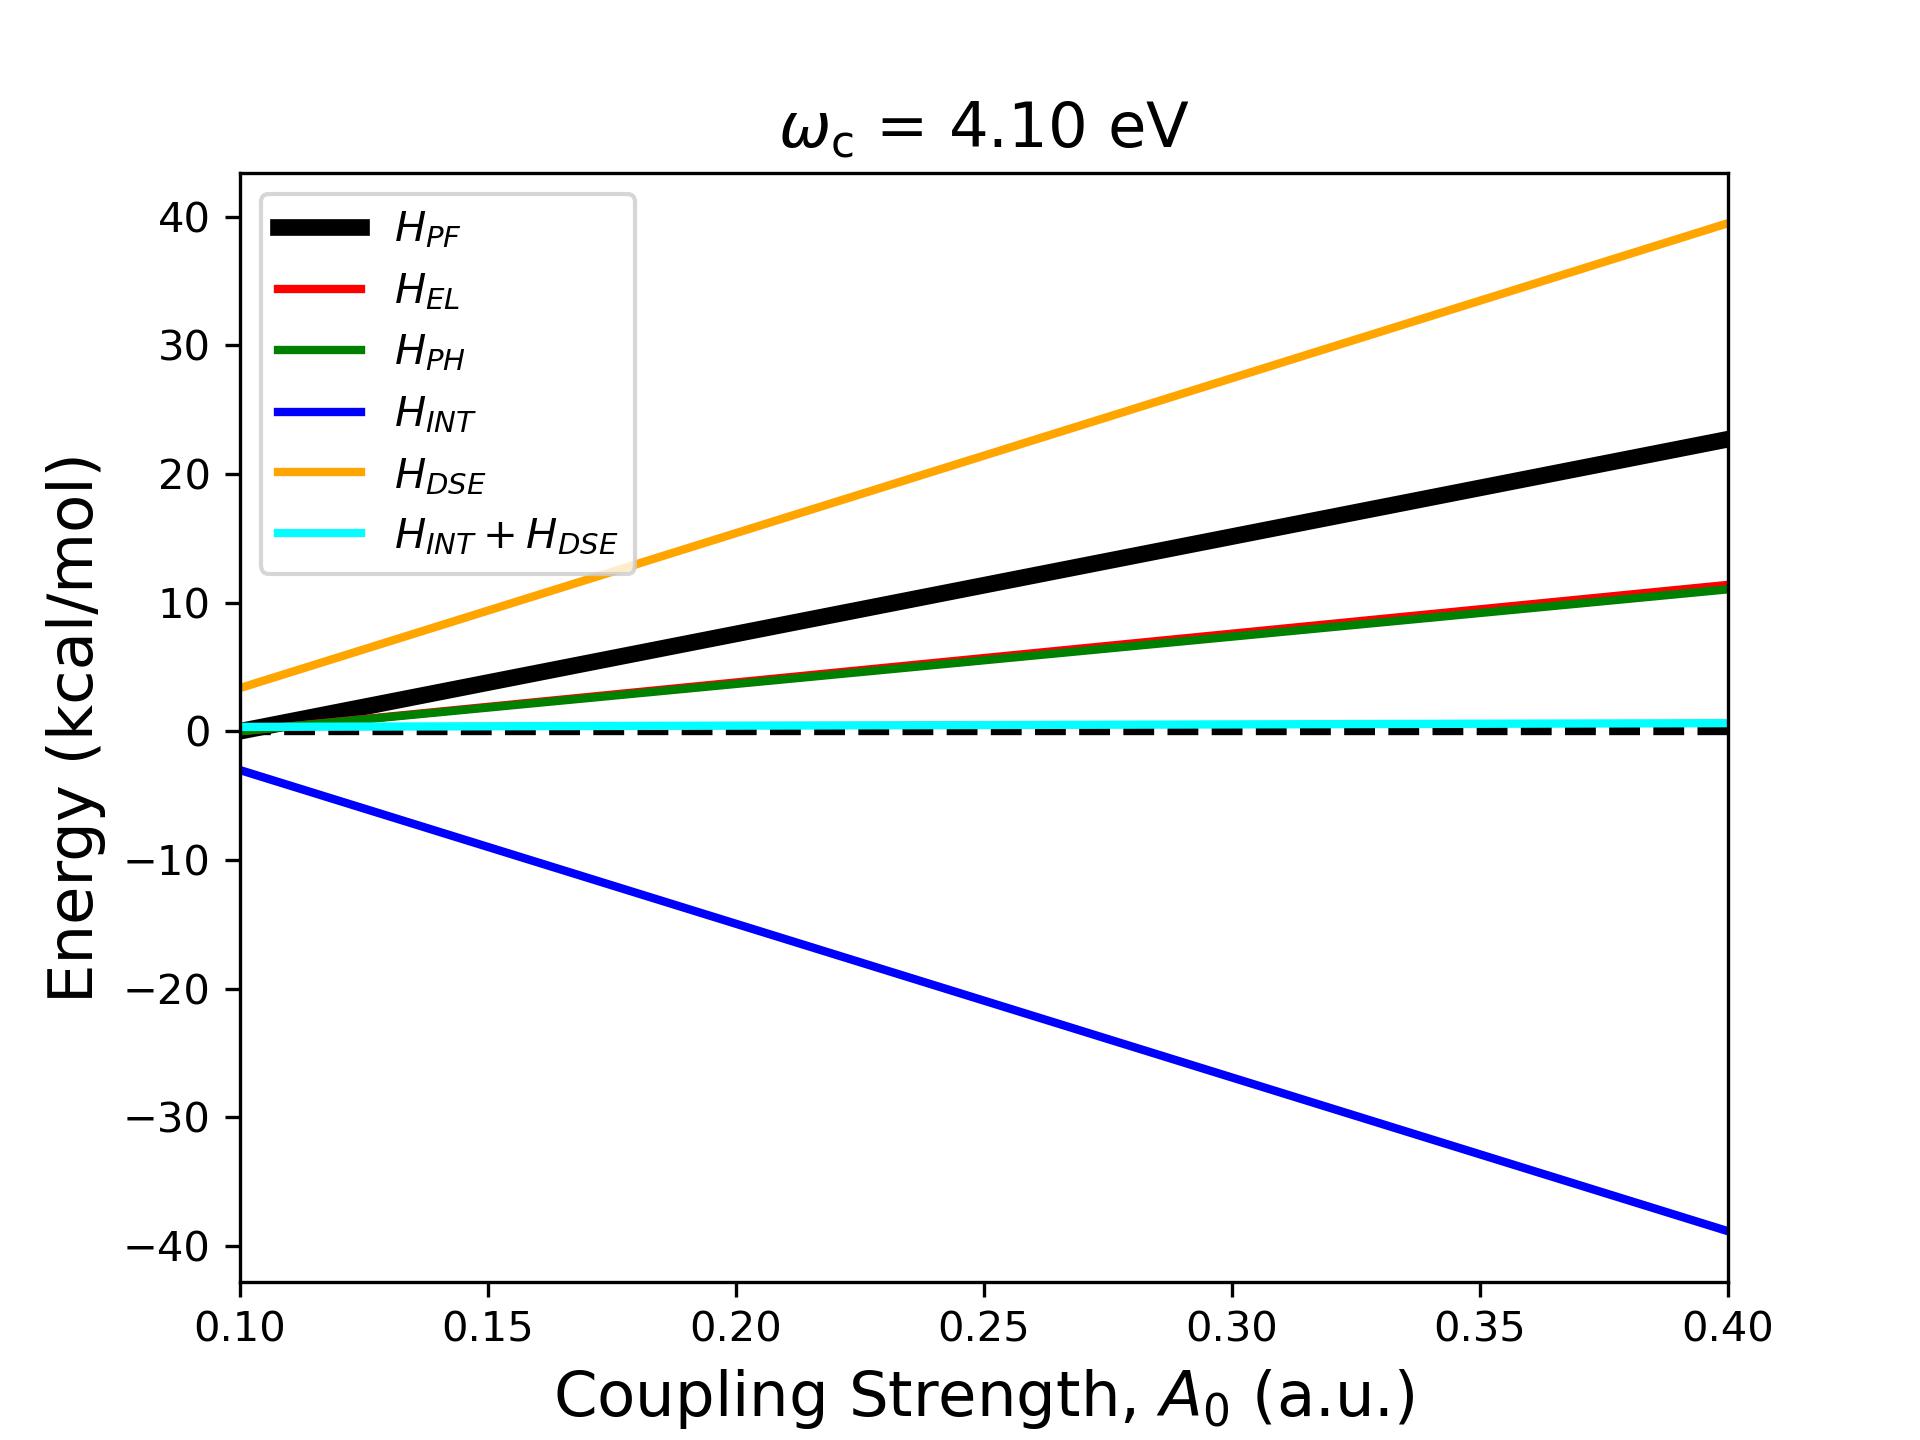 ω_c = 4.10 eV
H_PF
H_EL
H_PH
H_INT
H_DSE
H_INT + H_DSE
Energy (kcal/mol)
40
30
20
10
0
−10
−20
−30
−40
0.10 0.15 0.20 0.25 0.30 0.35 0.40
Coupling Strength, A_0 (a.u.)